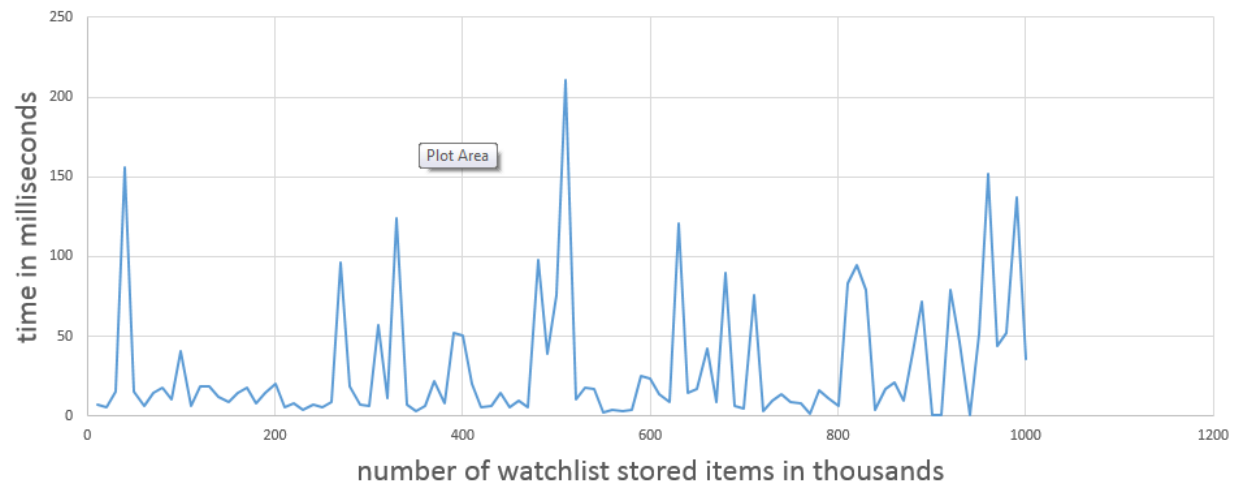 250
200
150
100
50
0
time in milliseconds
Plot Area
0 200 400 600 800 1000 1200
number of watchlist stored items in thousands